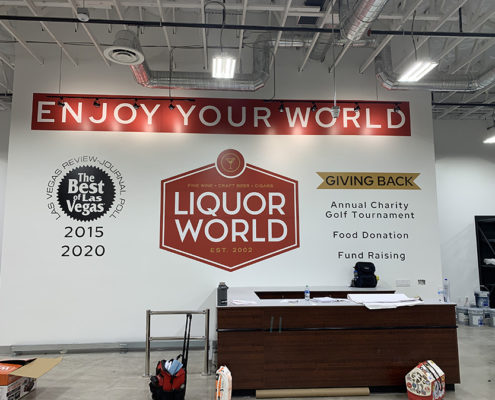 ENJOY YOUR WORLD
LAS VEGAS REVIEW-JOURNAL POLL
The
Best
of Las
Vegas
2015
2020
FINE WINE • CRAFT BEER • CIGARS
LIQUOR
WORLD
EST. 2002
GIVING BACK
Annual Charity
Golf Tournament
Food Donation
Fund Raising